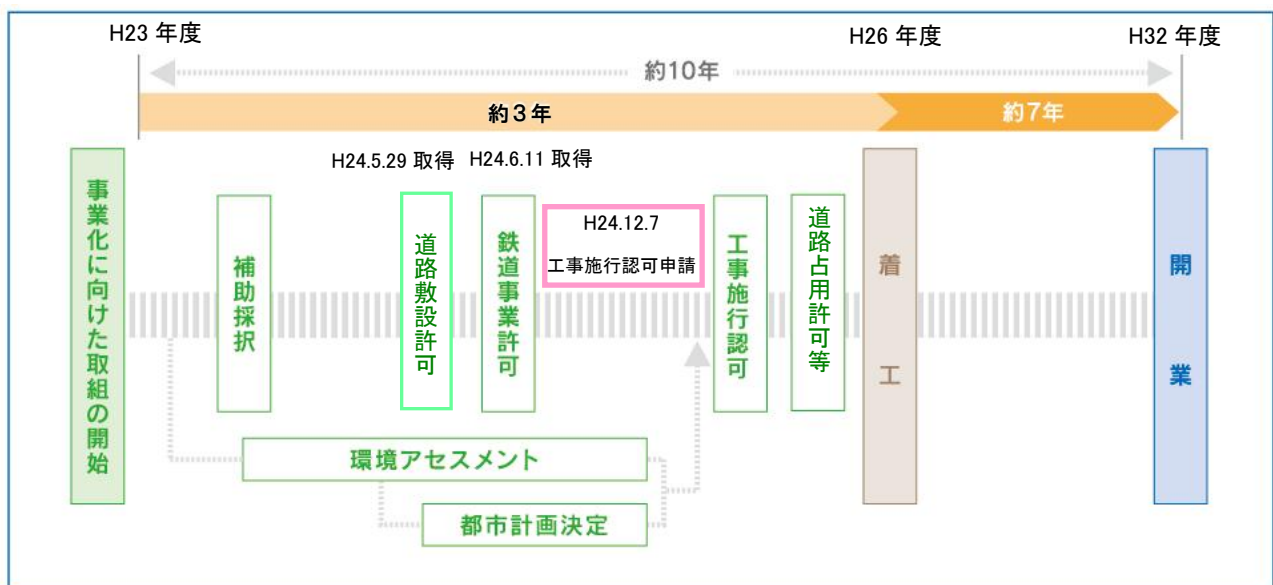 H23 年度
H26 年度
H32 年度
約10年
約3年
約7年
H24.5.29 取得
H24.6.11 取得
事業化に向けた取組の開始
補助採択
道路敷設許可
鉄道事業許可
H24.12.7
工事施行認可申請
工事施行認可
道路占用許可等
着工
開業
環境アセスメント
都市計画決定